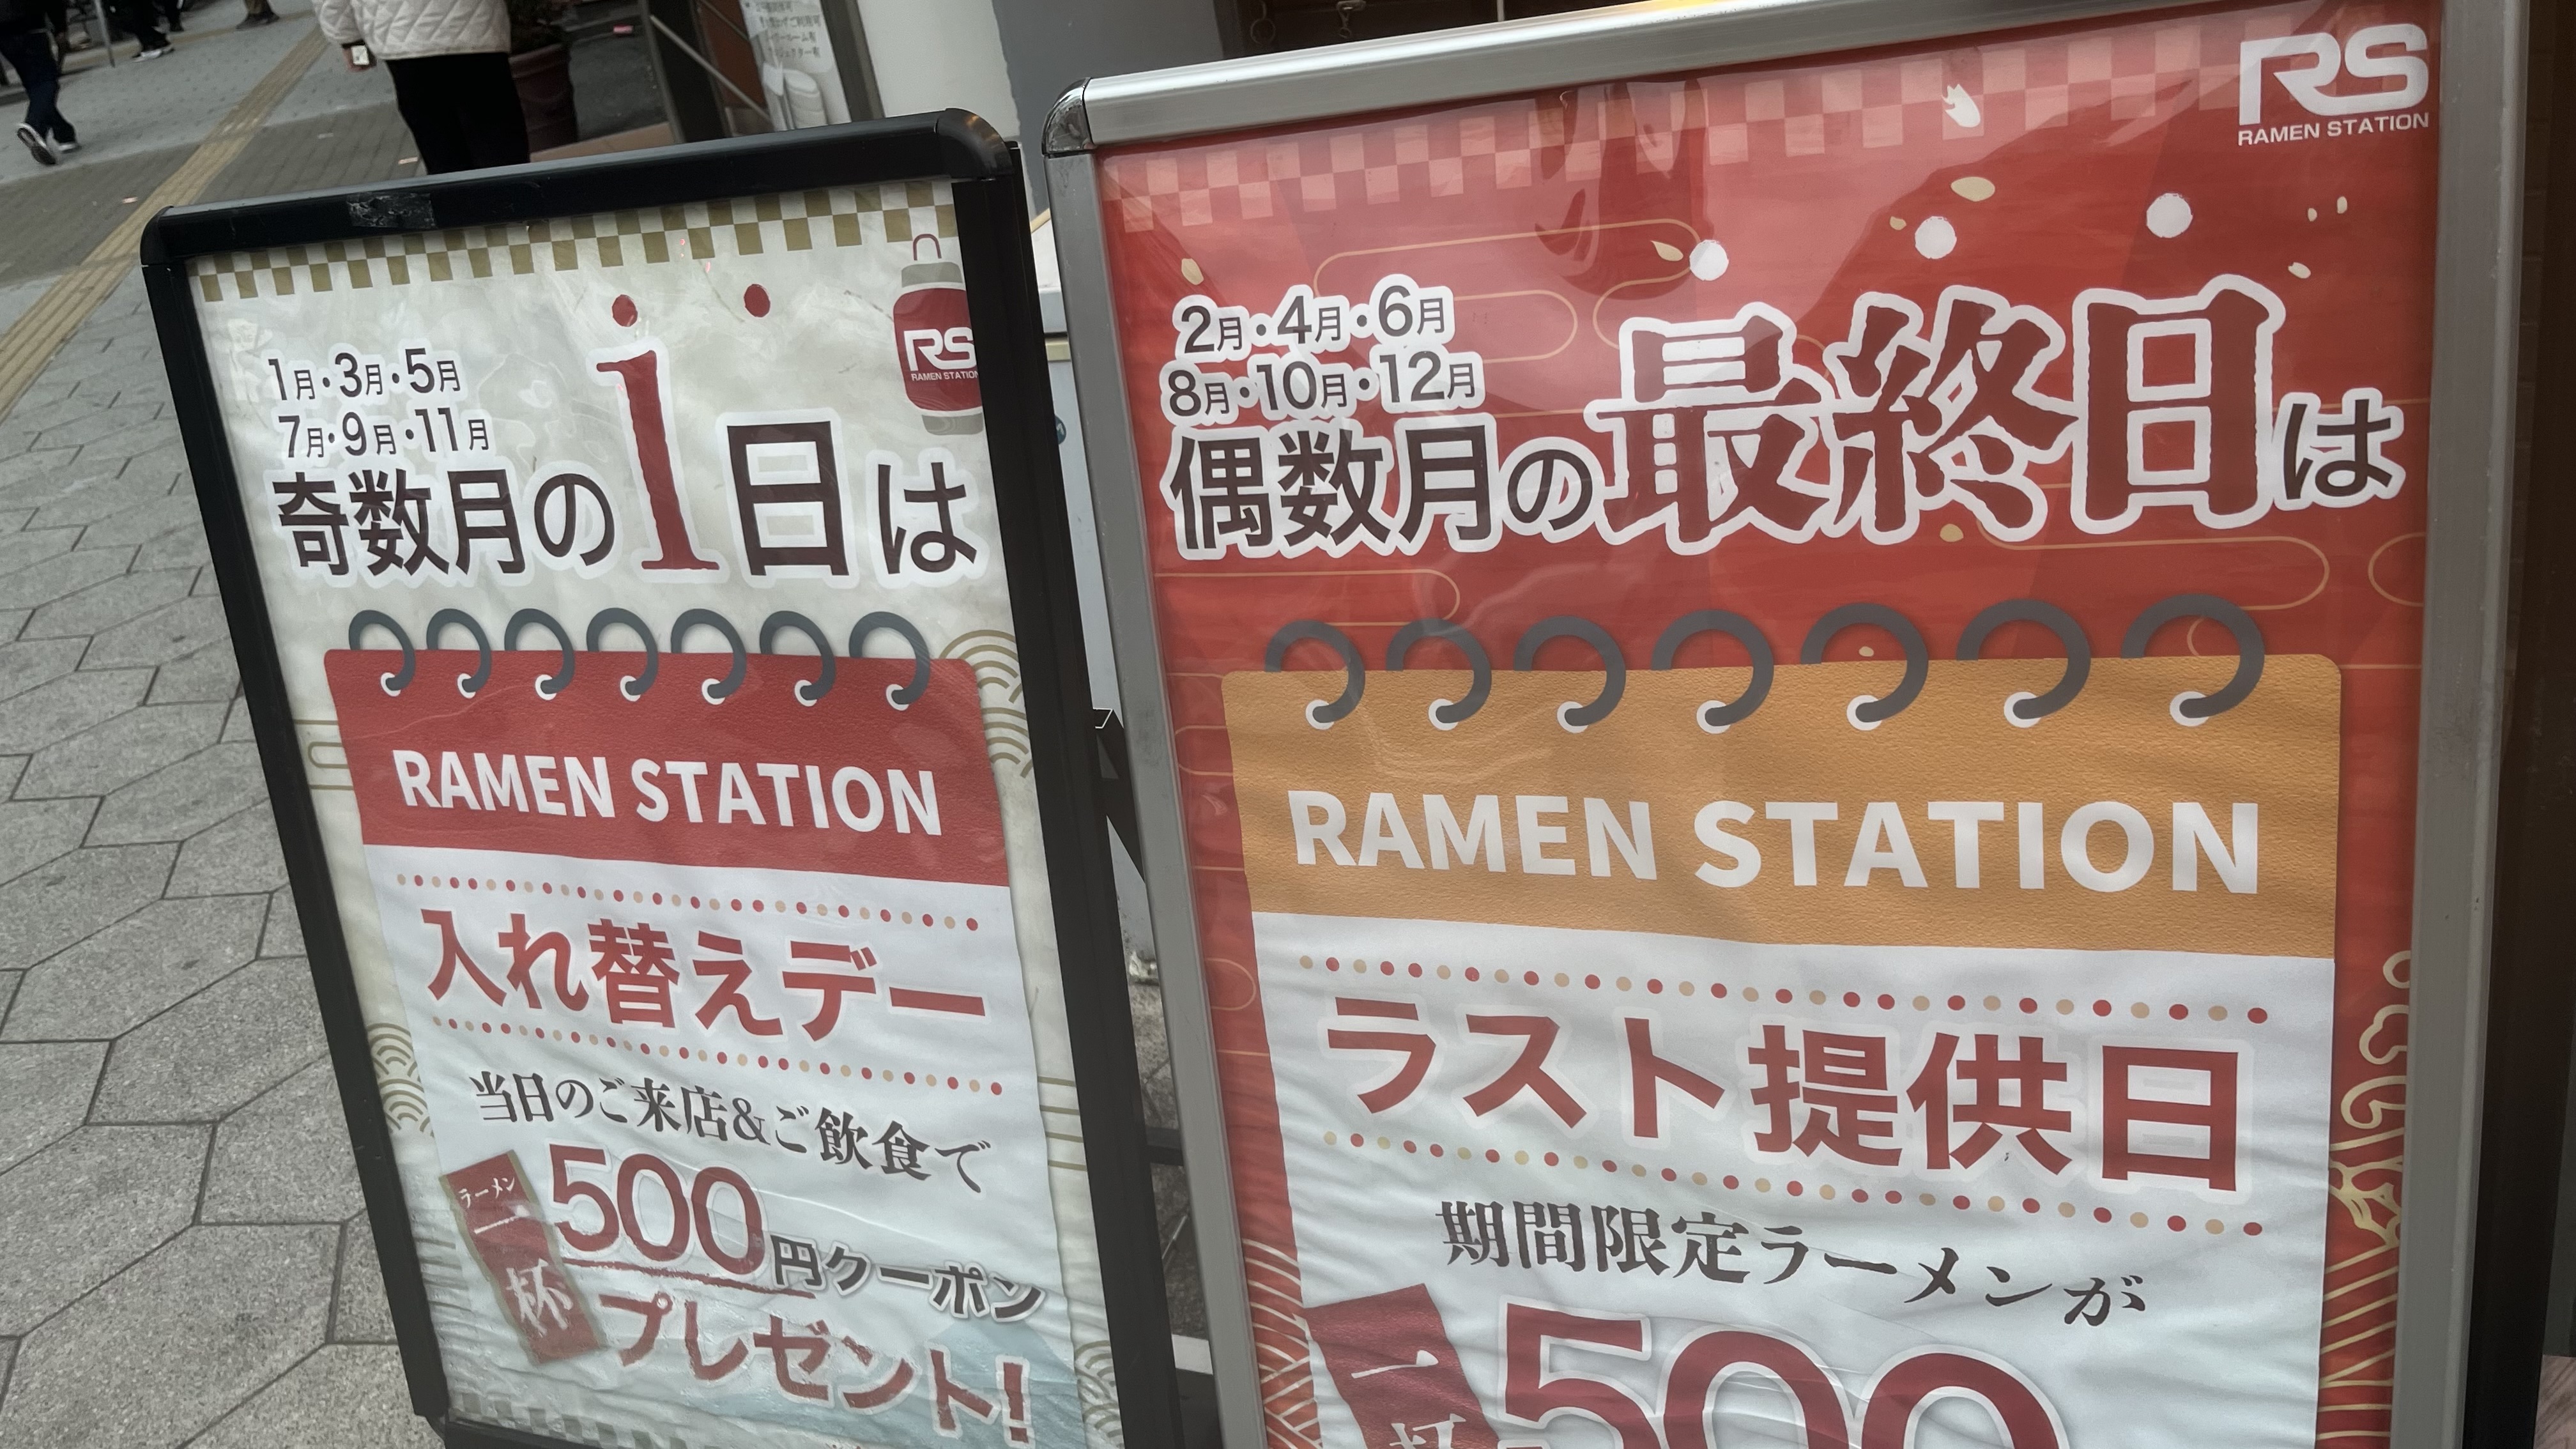 RS
RAMEN STATION
1月・3月・5月
7月・9月・11月
奇数月の1日は
RAMEN STATION
入れ替えデー
当日のご来店&ご飲食で
ラーメン
一杯
500円クーポン
プレゼント!
RS
RAMEN STATION
2月・4月・6月
8月・10月・12月
偶数月の最終日は
RAMEN STATION
ラスト提供日
期間限定ラーメンが
一杯
500